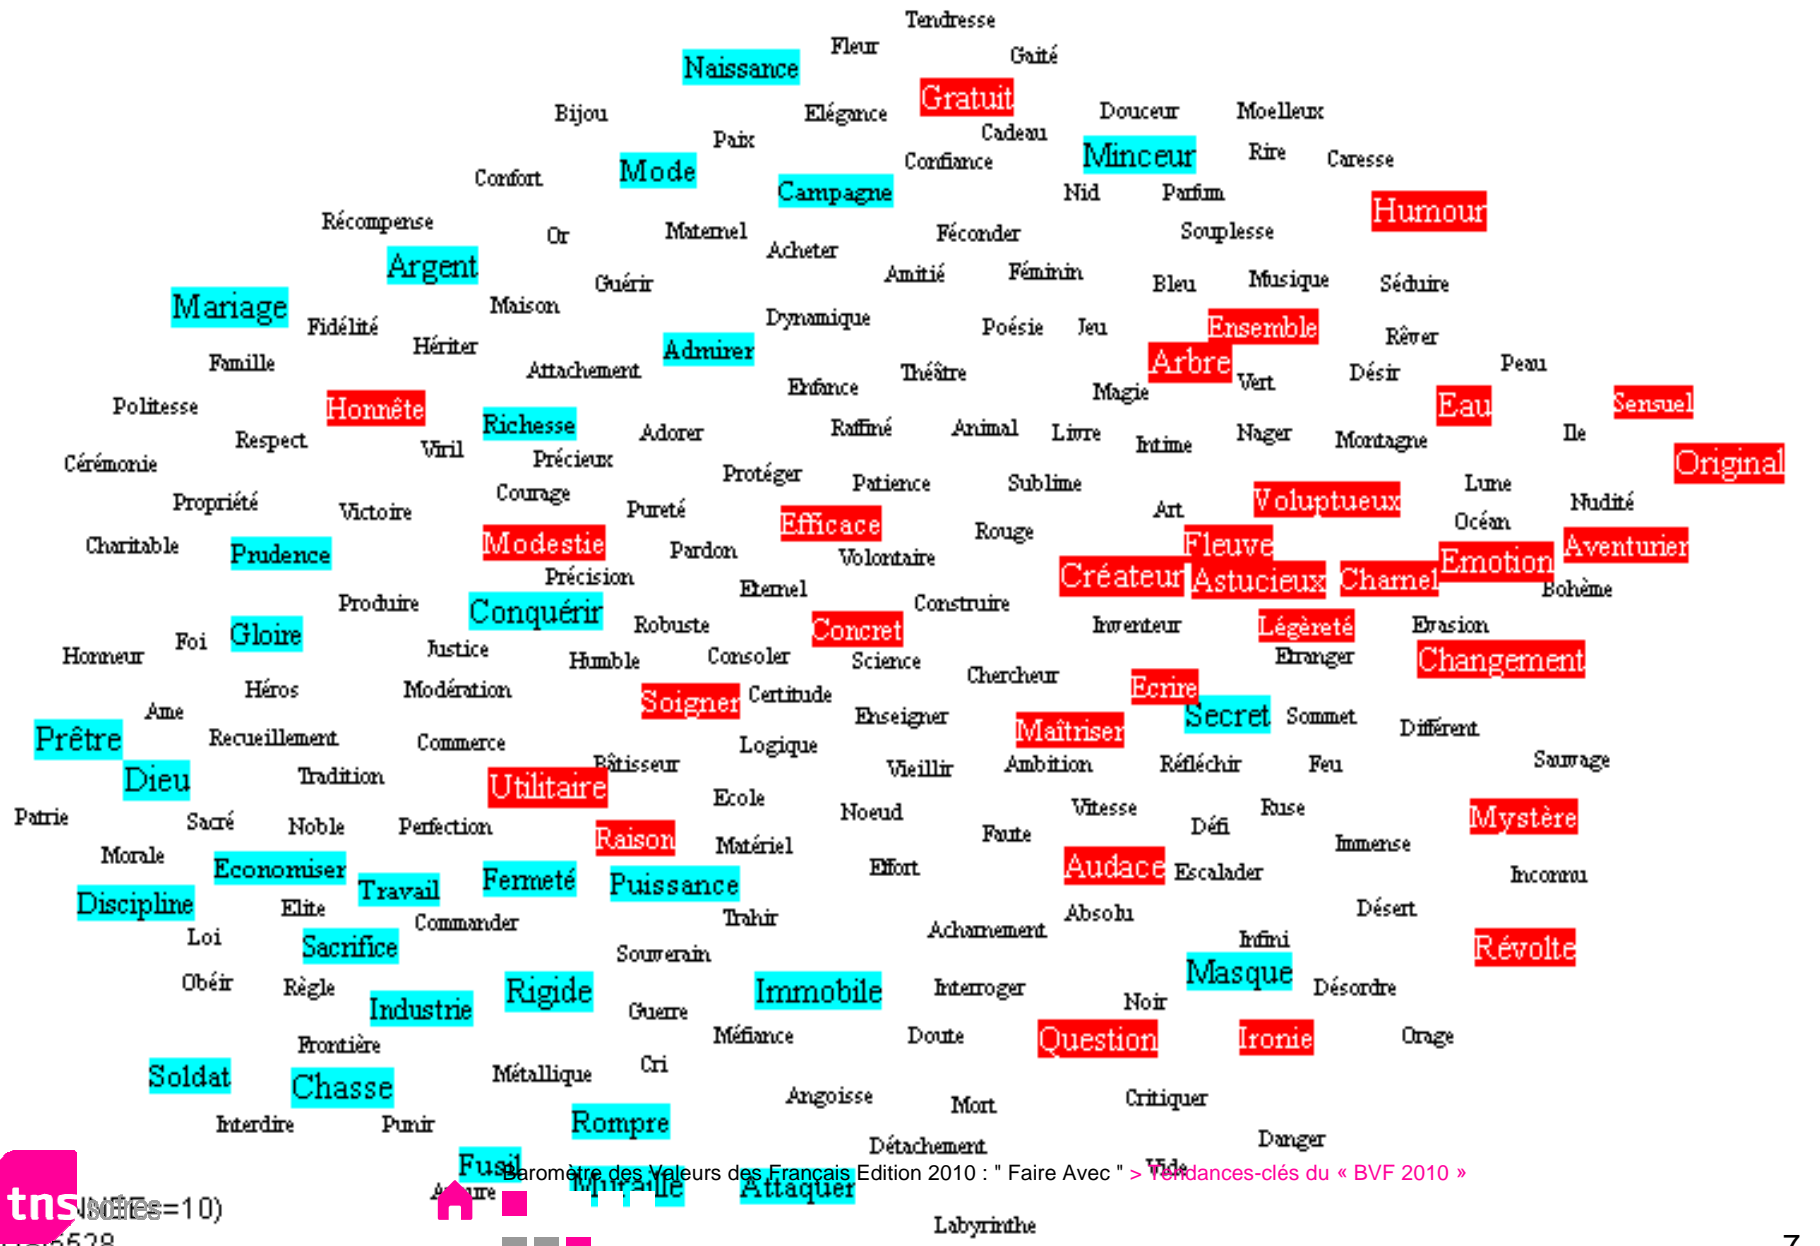 Tendresse
Fleur
Gaité
Naissance
Gratuit
Bijou
Elégance
Douceur
Moelleux
Paix
Cadeau
Mode
Confiance
Minceur
Rire
Caresse
Confort
Campagne
Nid
Parfum
Humour
Récompense
Or
Maternel
Acheter
Féconder
Souplesse
Argent
Guérir
Amitié
Féminin
Bleu
Musique
Séduire
Mariage
Maison
Fidélité
Dynamique
Poésie
Jeu
Ensemble
Rêver
Hériter
Admirer
Famille
Attachement
Enfance
Théâtre
Arbre
Magie
Vert
Désir
Peau
Politesse
Honnête
Richesse
Adorer
Raffiné
Animal
Livre
Intime
Nager
Montagne
Eau
Ile
Sensuel
Respect
Viril
Cérémonie
Précieux
Protéger
Patience
Sublime
Original
Propriété
Victoire
Courage
Pureté
Efficace
Rouge
Art
Voluptueux
Lune
Nudité
Océan
Charitable
Prudence
Modestie
Pardon
Volontaire
Fleuve
Emotion
Aventurier
Précision
Eternel
Créateur
Astucieux
Charnel
Bohème
Produire
Conquérir
Robuste
Concret
Construire
Inventeur
Légèreté
Evasion
Honneur
Foi
Gloire
Justice
Humble
Consoler
Science
Etranger
Changement
Héros
Modération
Soigner
Certitude
Chercheur
Ecrire
Ame
Enseigner
Secret
Sommet
Différent
Prêtre
Recueillement
Commerce
Logique
Maîtriser
Dieu
Tradition
Bâtisseur
Vieillir
Ambition
Réfléchir
Feu
Sauvage
Utilitaire
Ecole
Patrie
Sacré
Noble
Perfection
Raison
Noeud
Vitesse
Ruse
Mystère
Matériel
Faute
Défi
Immense
Morale
Economiser
Travail
Fermeté
Puissance
Effort
Audace
Escalader
Inconnu
Discipline
Elite
Commander
Trahir
Absolu
Désert
Loi
Sacrifice
Souverain
Acharnement
Infini
Révolte
Obéir
Règle
Industrie
Rigide
Immobile
Interroger
Masque
Désordre
Guerre
Noir
Frontière
Méfiance
Doute
Question
Ironie
Orage
Soldat
Chasse
Métallique
Cri
Angoisse
Mort
Critiquer
Interdire
Punir
Rompre
Détachement
Danger
Fusil
Baromètre des Valeurs des Français Edition 2010 : " Faire Avec " > Tendances-clés du « BVF 2010 »
Vide
Muraille
Attaquer
tns sofres
=10)
Labyrinthe
7